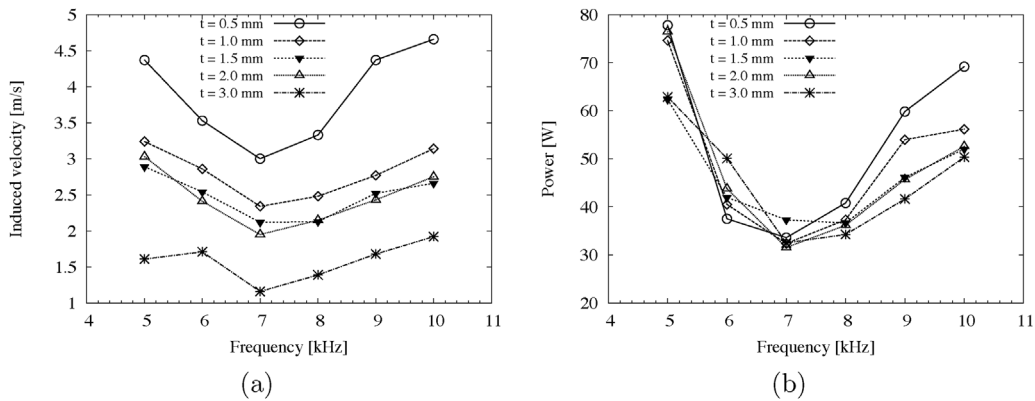 5
4.5
4
3.5
3
2.5
2
1.5
1
4 5 6 7 8 9 10 11
Induced velocity [m/s]
Frequency [kHz]
t = 0.5 mm
t = 1.0 mm
t = 1.5 mm
t = 2.0 mm
t = 3.0 mm
(a)
80
70
60
50
40
30
20
4 5 6 7 8 9 10 11
Power [W]
Frequency [kHz]
t = 0.5 mm
t = 1.0 mm
t = 1.5 mm
t = 2.0 mm
t = 3.0 mm
(b)